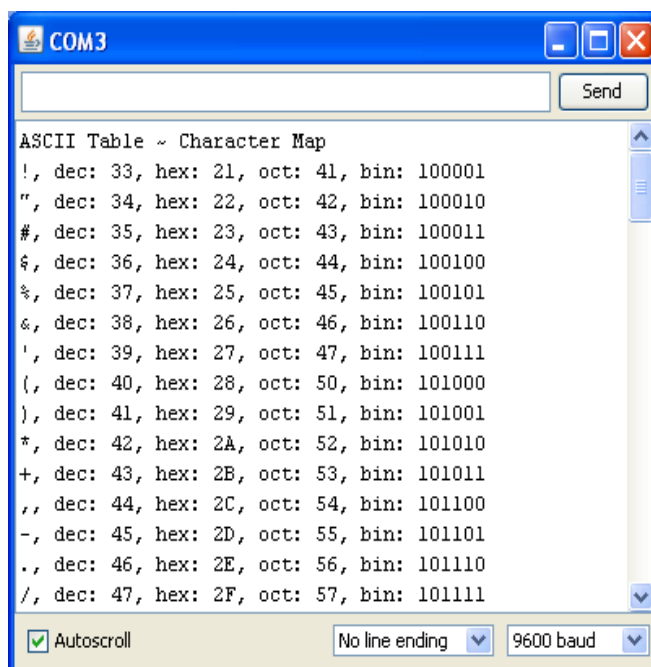 COM3
Send
ASCII Table ~ Character Map
!, dec: 33, hex: 21, oct: 41, bin: 100001
", dec: 34, hex: 22, oct: 42, bin: 100010
#, dec: 35, hex: 23, oct: 43, bin: 100011
$, dec: 36, hex: 24, oct: 44, bin: 100100
%, dec: 37, hex: 25, oct: 45, bin: 100101
&, dec: 38, hex: 26, oct: 46, bin: 100110
', dec: 39, hex: 27, oct: 47, bin: 100111
(, dec: 40, hex: 28, oct: 50, bin: 101000
), dec: 41, hex: 29, oct: 51, bin: 101001
*, dec: 42, hex: 2A, oct: 52, bin: 101010
+, dec: 43, hex: 2B, oct: 53, bin: 101011
,, dec: 44, hex: 2C, oct: 54, bin: 101100
-, dec: 45, hex: 2D, oct: 55, bin: 101101
., dec: 46, hex: 2E, oct: 56, bin: 101110
/, dec: 47, hex: 2F, oct: 57, bin: 101111
Autoscroll No line ending 9600 baud